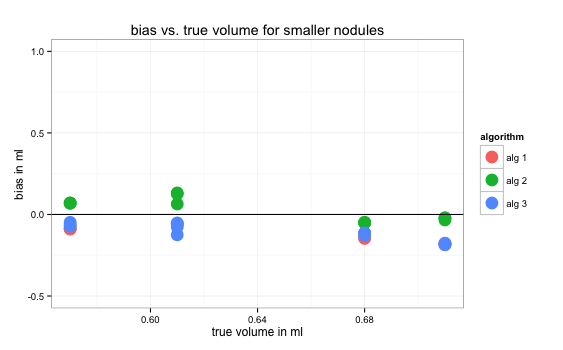 bias vs. true volume for smaller nodules
1.0
0.5
0.0
-0.5
bias in ml
0.60
0.64
0.68
true volume in ml
algorithm
alg 1
alg 2
alg 3